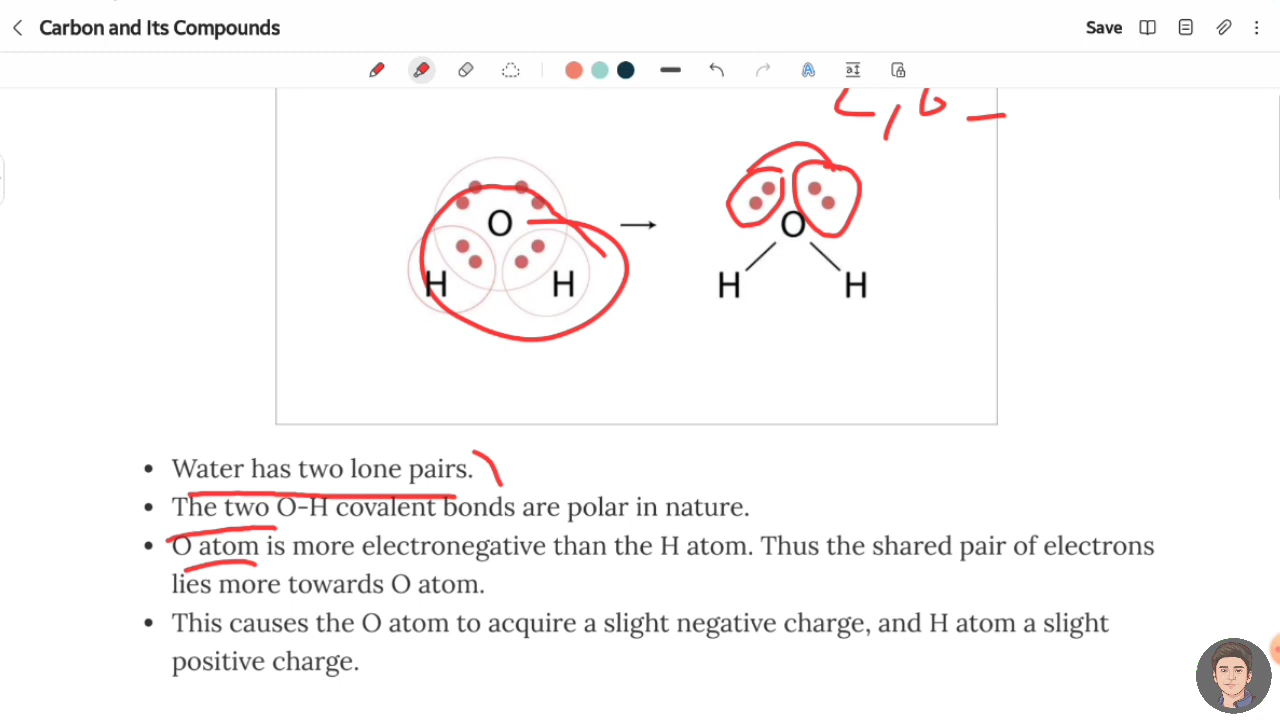 Carbon and Its Compounds
Save
2, 6
O
H H
O
H H
Water has two lone pairs.
The two O-H covalent bonds are polar in nature.
O atom is more electronegative than the H atom. Thus the shared pair of electrons
lies more towards O atom.
This causes the O atom to acquire a slight negative charge, and H atom a slight
positive charge.